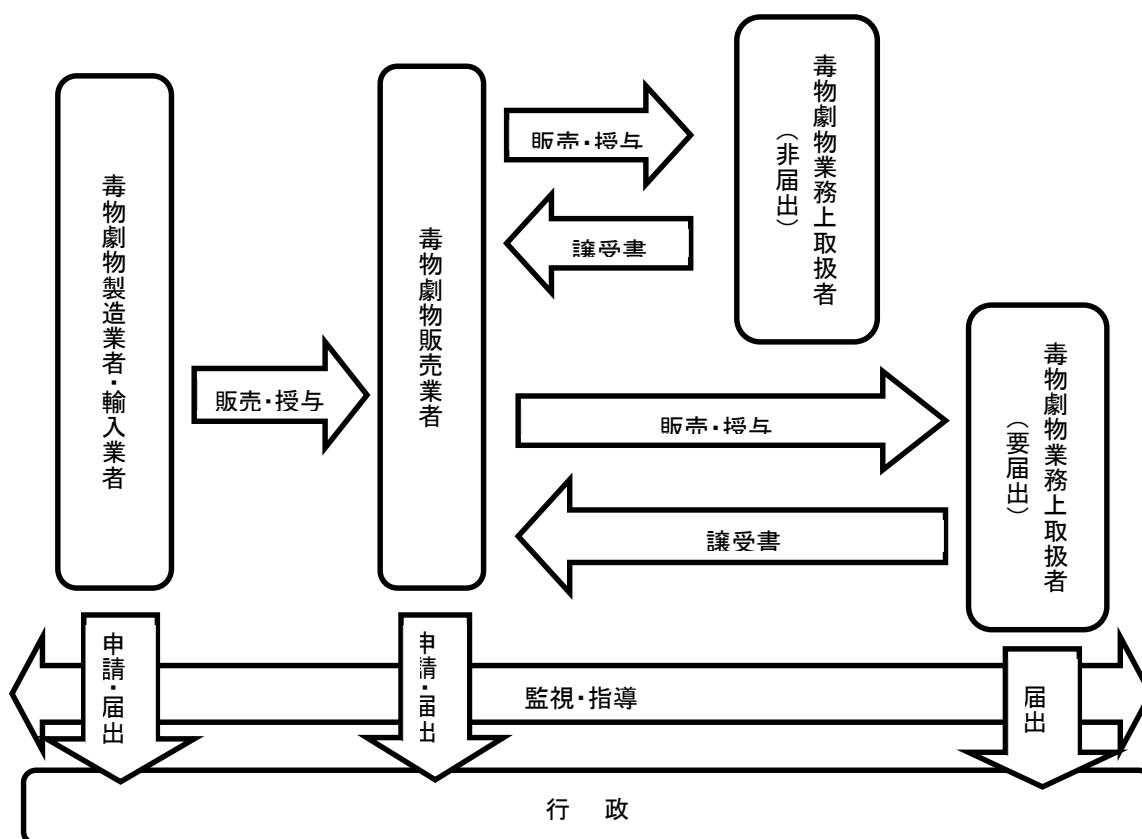 毒物劇物製造業者・輸入業者
販売・授与
毒物劇物販売業者
販売・授与
譲受書
毒物劇物業務上取扱者
（非届出）
販売・授与
譲受書
毒物劇物業務上取扱者
（要届出）
申請・届出
申請・届出
監視・指導
届出
行 政